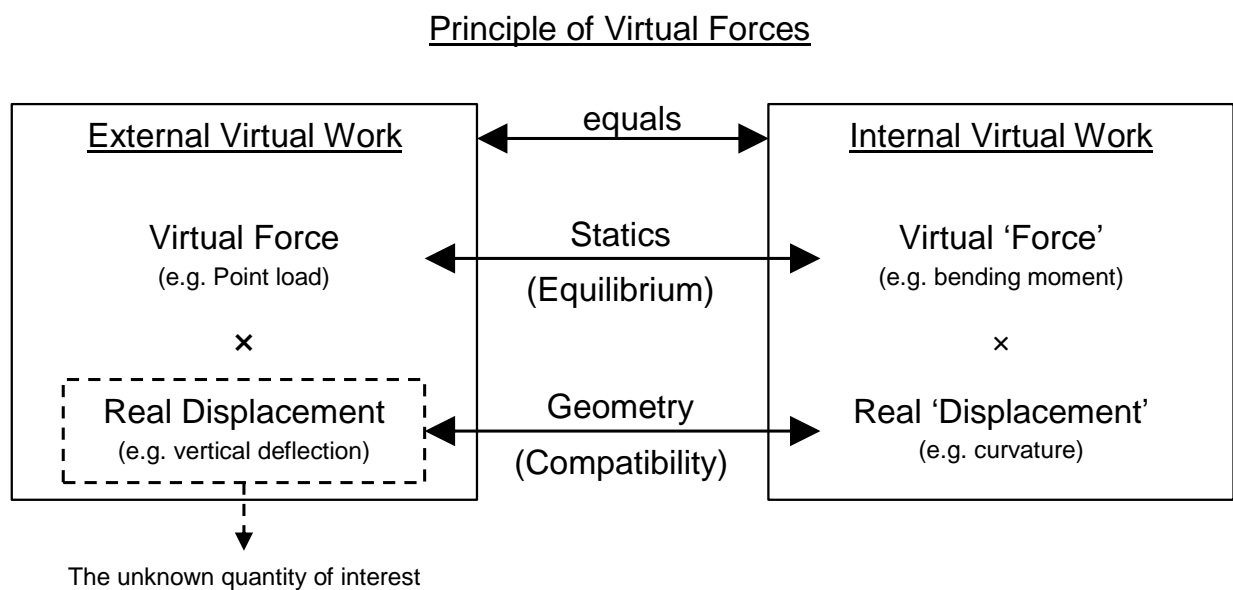 Principle of Virtual Forces
External Virtual Work
equals
Internal Virtual Work
Virtual Force
(e.g. Point load)
Statics
(Equilibrium)
Virtual ‘Force’
(e.g. bending moment)
×
×
Real Displacement
(e.g. vertical deflection)
Geometry
(Compatibility)
Real ‘Displacement’
(e.g. curvature)
The unknown quantity of interest